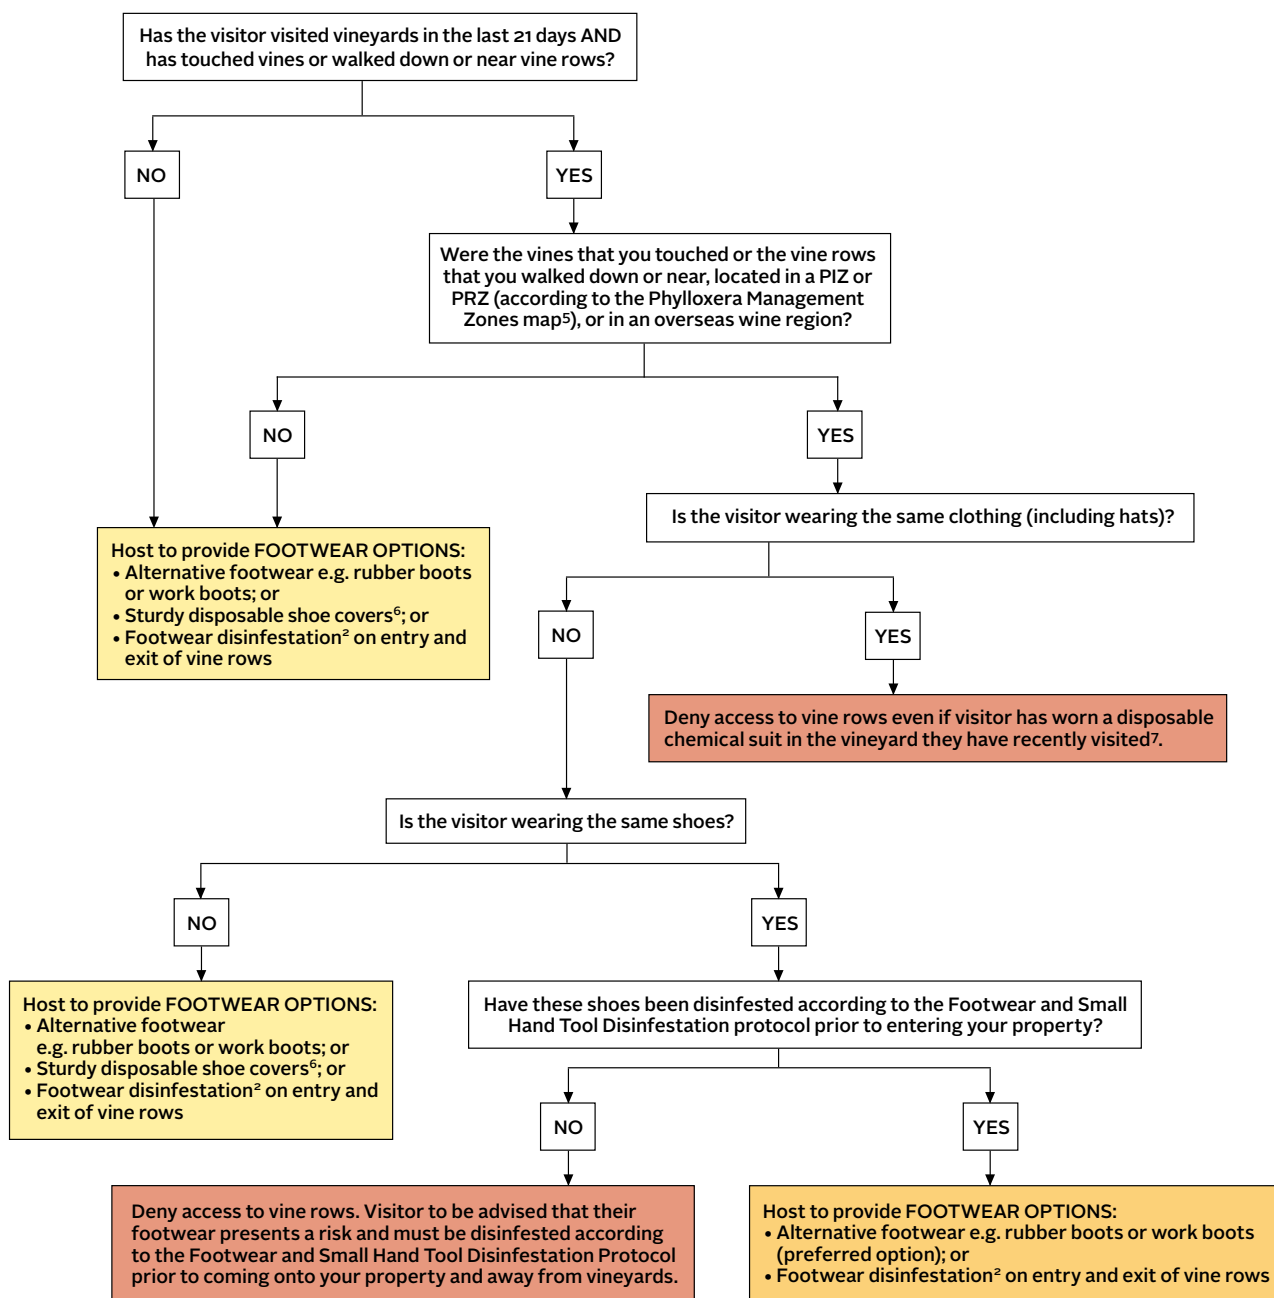 Has the visitor visited vineyards in the last 21 days AND
has touched vines or walked down or near vine rows?
NO
YES
Were the vines that you touched or the vine rows
that you walked down or near, located in a PIZ or
PRZ (according to the Phylloxera Management
Zones map⁵), or in an overseas wine region?
NO
YES
Is the visitor wearing the same clothing (including hats)?
Host to provide FOOTWEAR OPTIONS:
• Alternative footwear e.g. rubber boots
or work boots; or
• Sturdy disposable shoe covers⁶; or
• Footwear disinfestation² on entry and
exit of vine rows
NO
YES
Deny access to vine rows even if visitor has worn a disposable
chemical suit in the vineyard they have recently visited⁷.
Is the visitor wearing the same shoes?
NO
YES
Host to provide FOOTWEAR OPTIONS:
• Alternative footwear
e.g. rubber boots or work boots; or
• Sturdy disposable shoe covers⁶; or
• Footwear disinfestation² on entry and
exit of vine rows
Have these shoes been disinfested according to the Footwear and Small
Hand Tool Disinfestation protocol prior to entering your property?
NO
YES
Deny access to vine rows. Visitor to be advised that their
footwear presents a risk and must be disinfested according
to the Footwear and Small Hand Tool Disinfestation Protocol
prior to coming onto your property and away from vineyards.
Host to provide FOOTWEAR OPTIONS:
• Alternative footwear e.g. rubber boots or work boots
(preferred option); or
• Footwear disinfestation² on entry and exit of vine rows